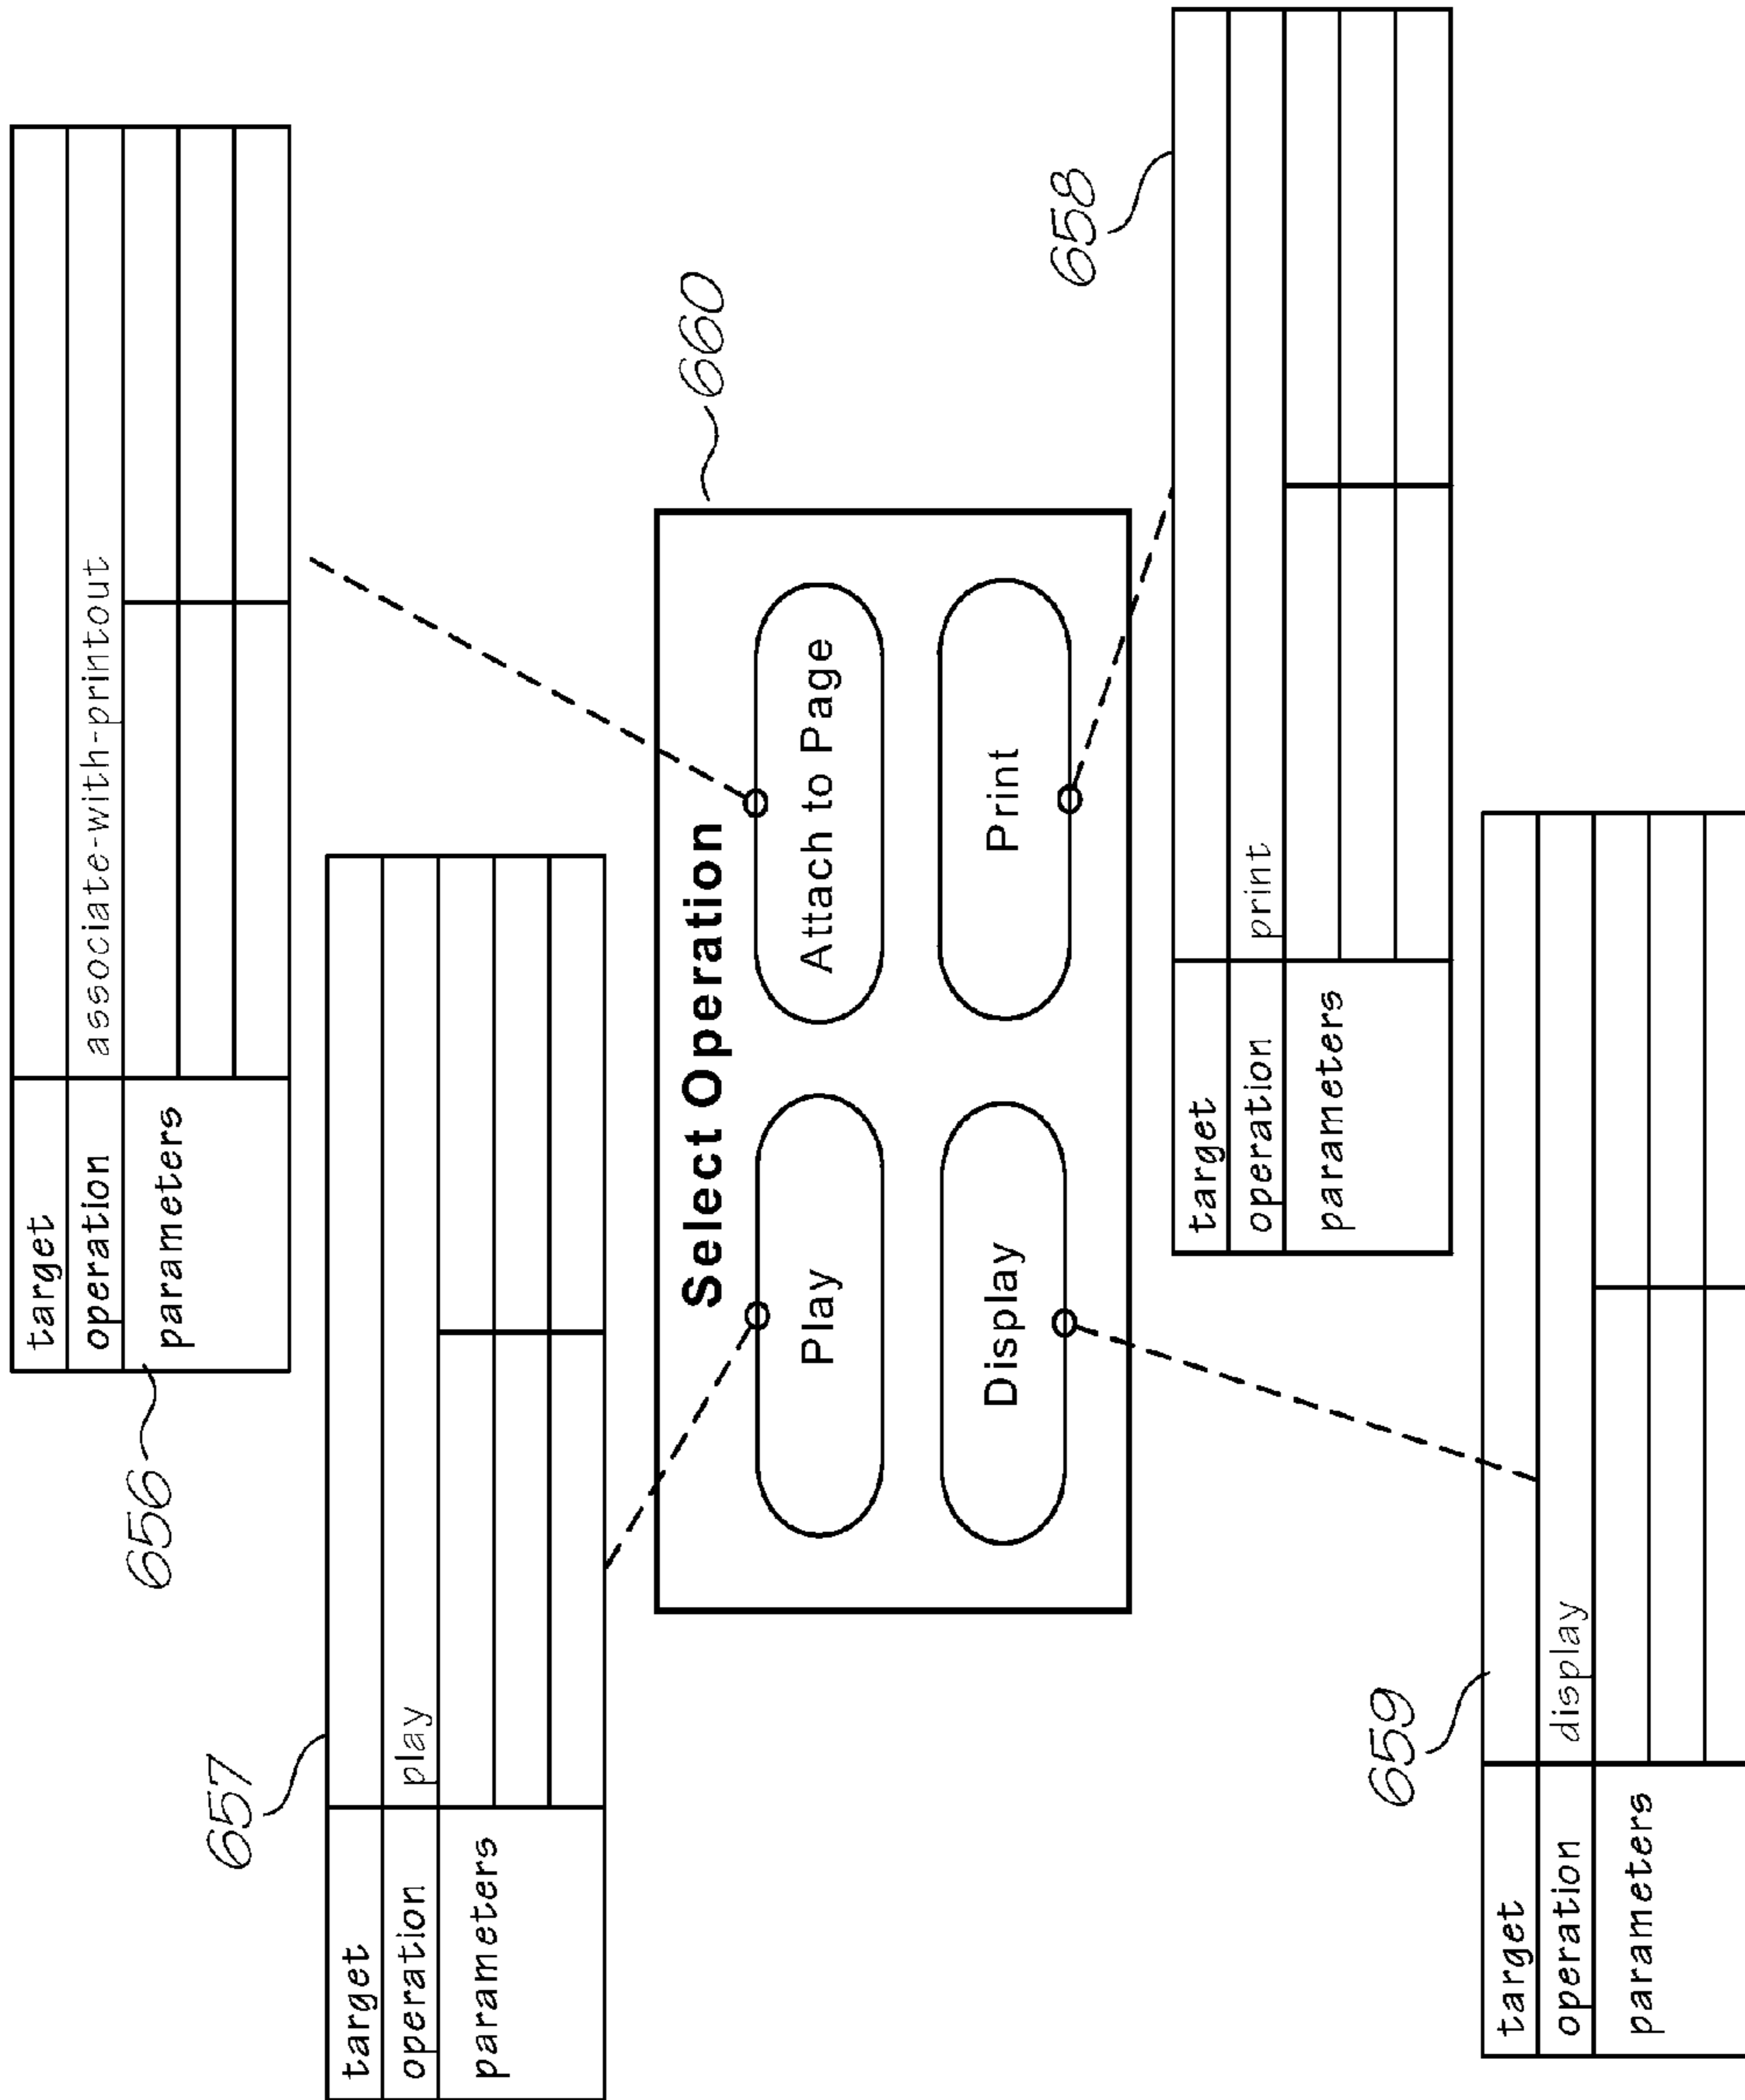 target
operation associate-with-printout
parameters
656
657
target
operation play
parameters
660
Select Operation
Play Attach to Page
Display Print
658
target
operation print
parameters
659
target
operation display
parameters